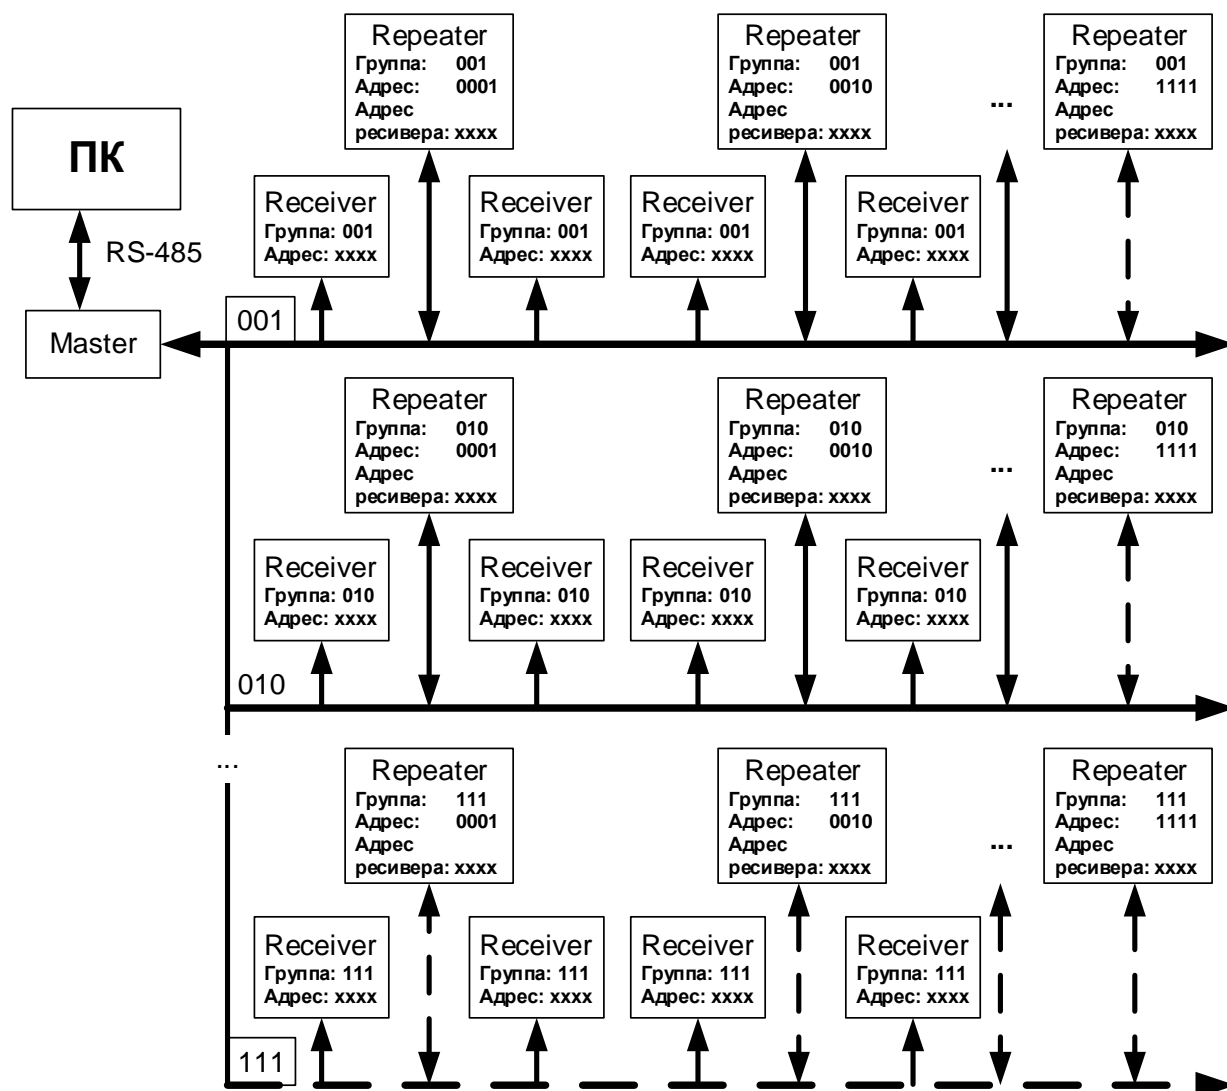 Repeater
Группа: 001
Адрес: 0001
Адрес
ресивера: xxxx
Repeater
Группа: 001
Адрес: 0010
Адрес
ресивера: xxxx
...
Repeater
Группа: 001
Адрес: 1111
Адрес
ресивера: xxxx
ПК
RS-485
Master
Receiver
Группа: 001
Адрес: xxxx
Receiver
Группа: 001
Адрес: xxxx
Receiver
Группа: 001
Адрес: xxxx
Receiver
Группа: 001
Адрес: xxxx
001
Repeater
Группа: 010
Адрес: 0001
Адрес
ресивера: xxxx
Repeater
Группа: 010
Адрес: 0010
Адрес
ресивера: xxxx
...
Repeater
Группа: 010
Адрес: 1111
Адрес
ресивера: xxxx
Receiver
Группа: 010
Адрес: xxxx
Receiver
Группа: 010
Адрес: xxxx
Receiver
Группа: 010
Адрес: xxxx
Receiver
Группа: 010
Адрес: xxxx
010
...
Repeater
Группа: 111
Адрес: 0001
Адрес
ресивера: xxxx
Repeater
Группа: 111
Адрес: 0010
Адрес
ресивера: xxxx
...
Repeater
Группа: 111
Адрес: 1111
Адрес
ресивера: xxxx
Receiver
Группа: 111
Адрес: xxxx
Receiver
Группа: 111
Адрес: xxxx
Receiver
Группа: 111
Адрес: xxxx
Receiver
Группа: 111
Адрес: xxxx
111